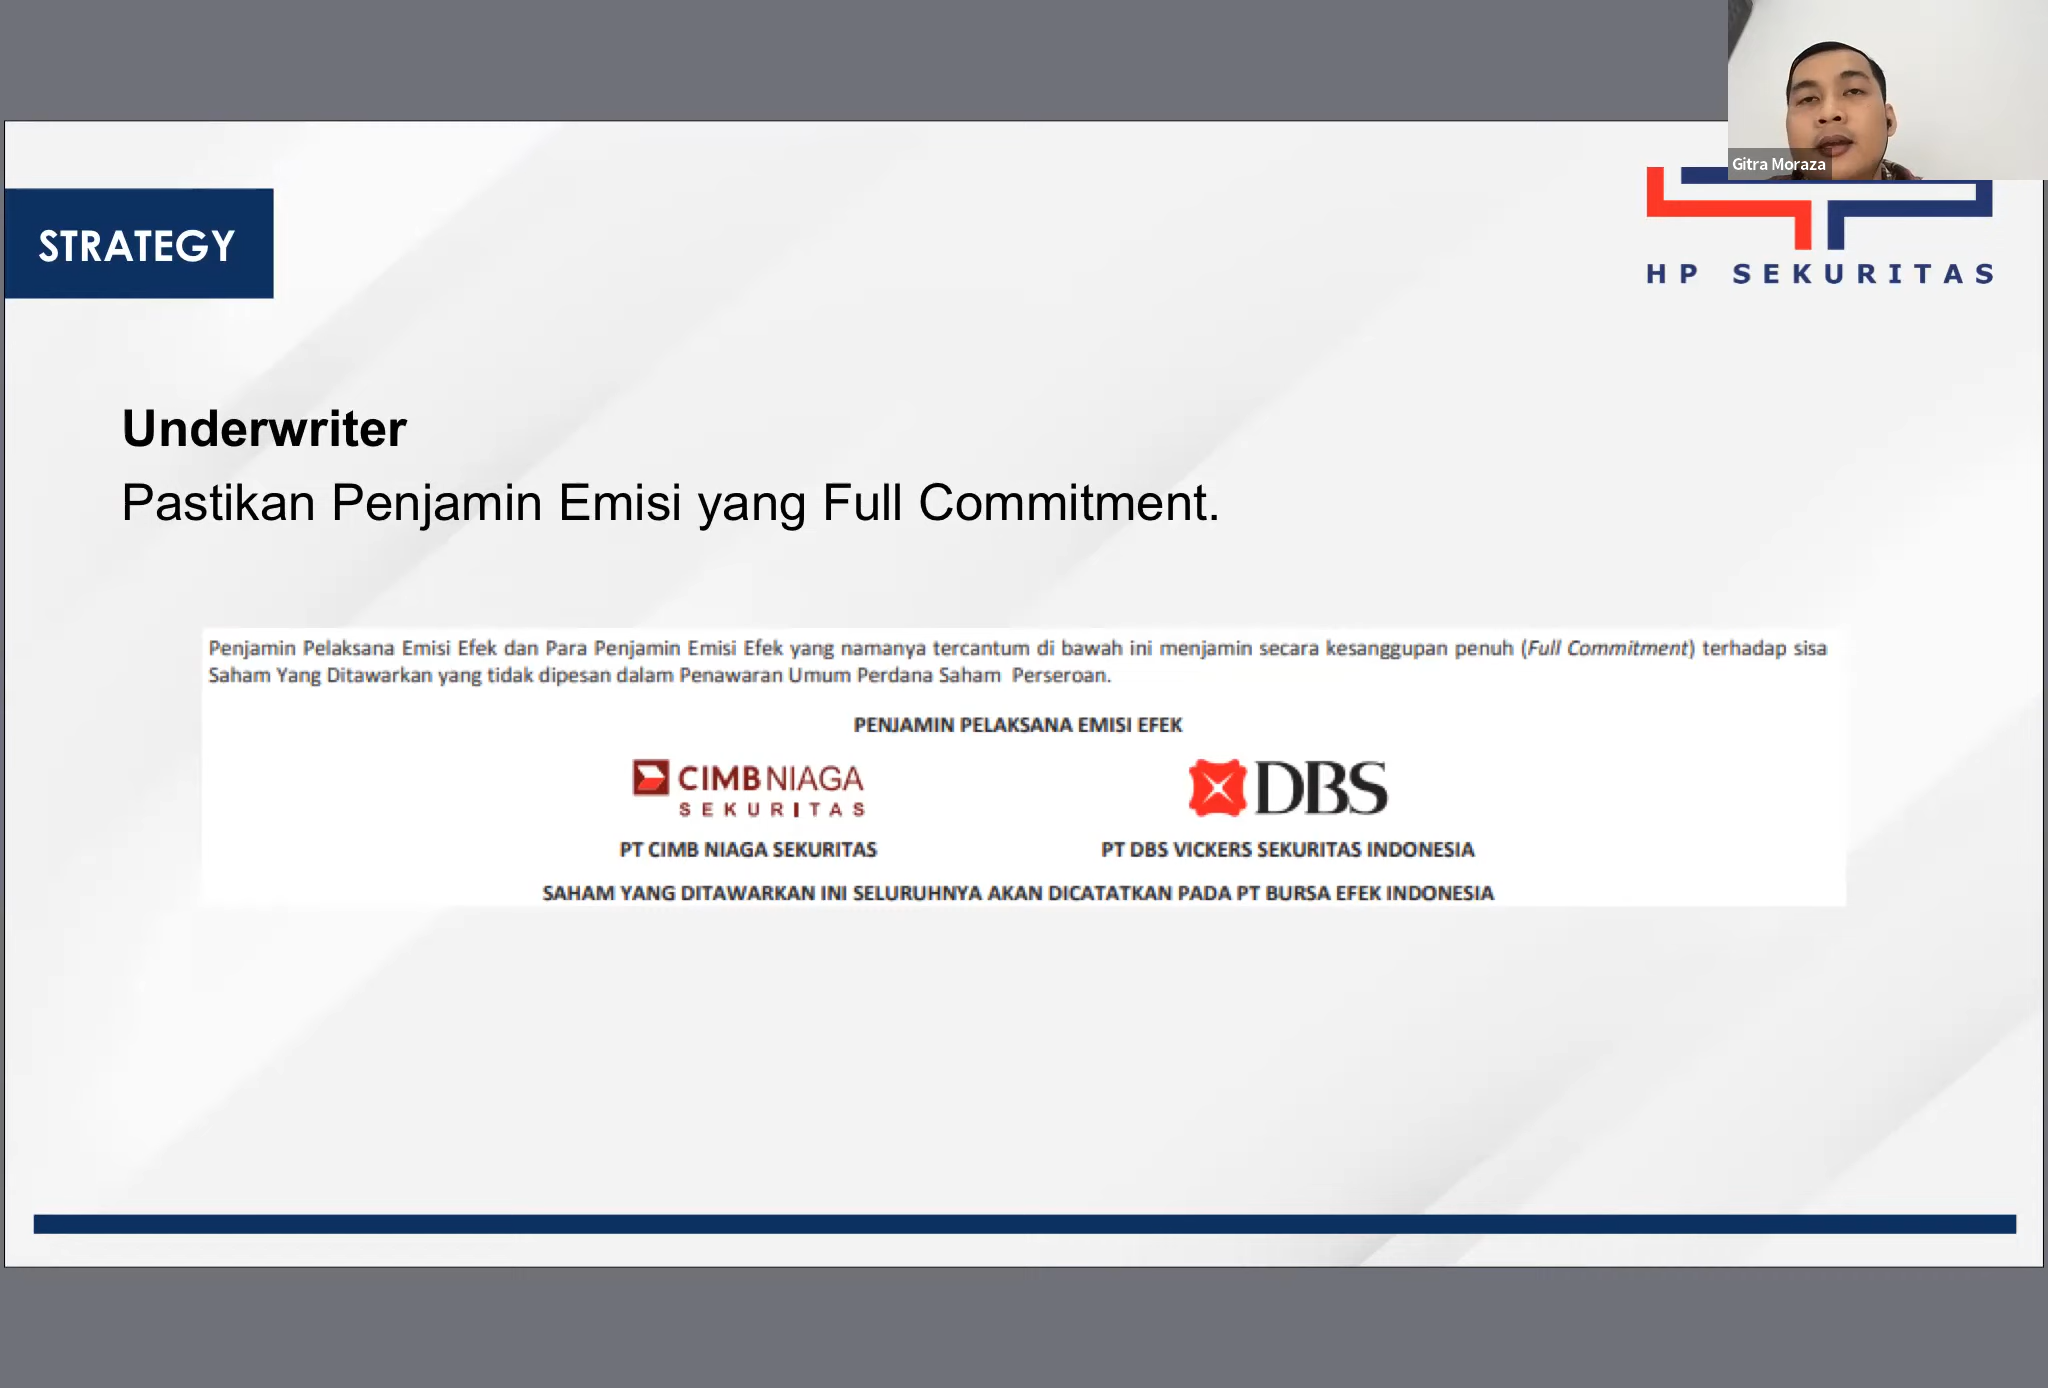 Gitra Moraza
STRATEGY
HP SEKURITAS
Underwriter
Pastikan Penjamin Emisi yang Full Commitment.
Penjamin Pelaksana Emisi Efek dan Para Penjamin Emisi Efek yang namanya tercantum di bawah ini menjamin secara kesanggupan penuh (Full Commitment) terhadap sisa
Saham Yang Ditawarkan yang tidak dipesan dalam Penawaran Umum Perdana Saham Perseroan.
PENJAMIN PELAKSANA EMISI EFEK
CIMB NIAGA
SEKURITAS
DBS
PT CIMB NIAGA SEKURITAS
PT DBS VICKERS SEKURITAS INDONESIA
SAHAM YANG DITAWARKAN INI SELURUHNYA AKAN DICATATKAN PADA PT BURSA EFEK INDONESIA